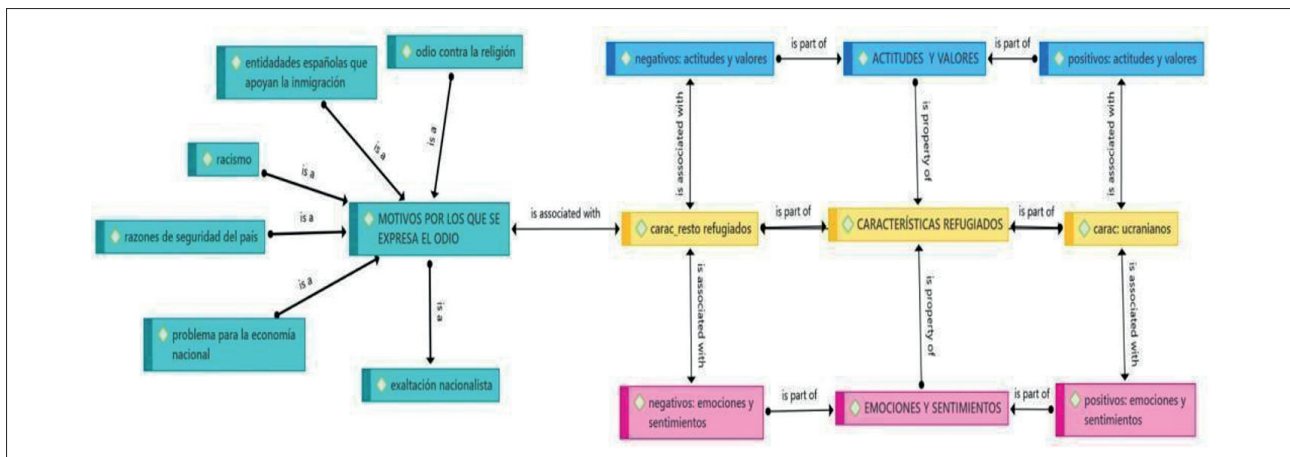 entidadades españolas que
apoyan la inmigración
odio contra la religión
racismo
is a
is a
is a
razones de seguridad del país
is a
MOTIVOS POR LOS QUE SE
EXPRESA EL ODIO
is a
problema para la economía
nacional
is a
exaltación nacionalista
is associated with
negativos: actitudes y valores
is part of
ACTITUDES Y VALORES
is part of
positivos: actitudes y valores
is associated with
is property of
is associated with
carac_resto refugiados
is part of
CARACTERÍSTICAS REFUGIADOS
is part of
carac: ucranianos
is associated with
is property of
is associated with
negativos: emociones y
sentimientos
is part of
EMOCIONES Y SENTIMIENTOS
is part of
positivos: emociones y
sentimientos